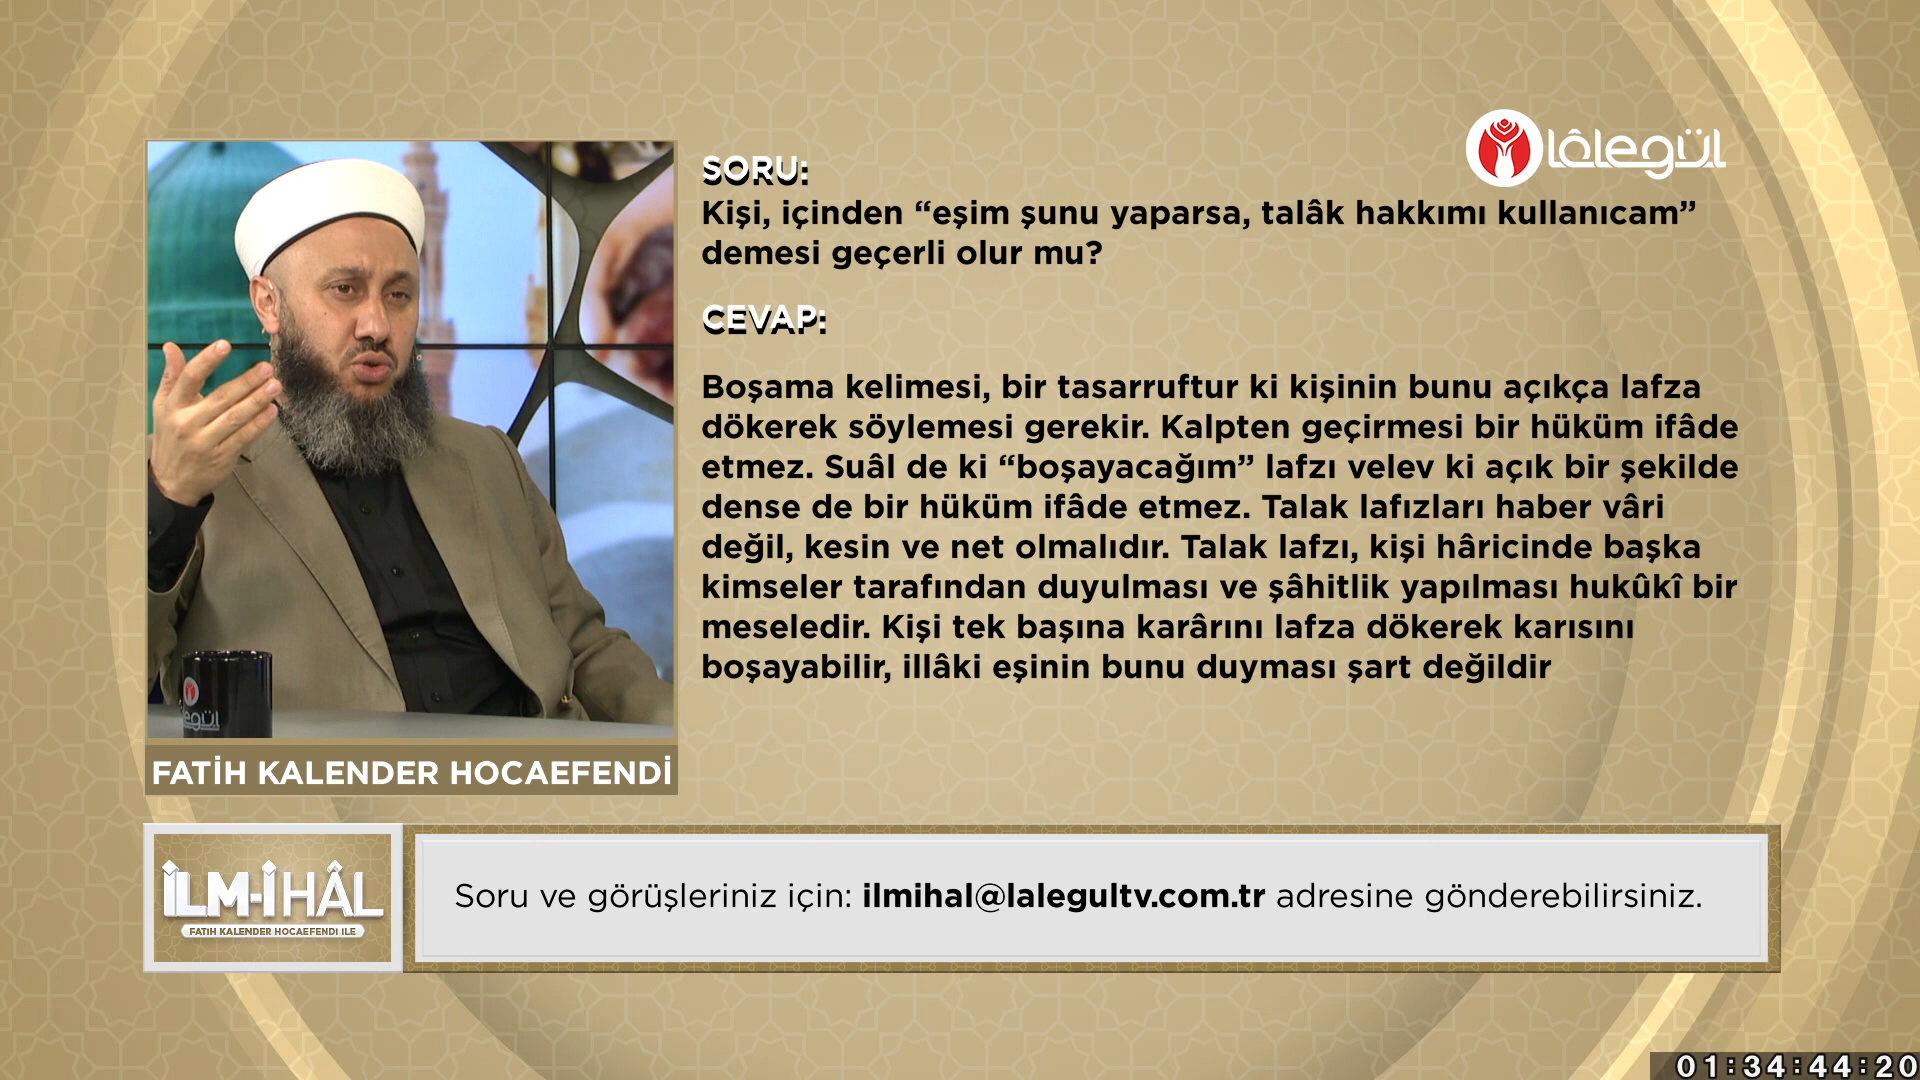 lâlegül
SORU:
Kişi, içinden “eşim şunu yaparsa, talâk hakkımı kullanıcam”
demesi geçerli olur mu?
CEVAP:
Boşama kelimesi, bir tasarruftur ki kişinin bunu açıkça lafza
dökerek söylemesi gerekir. Kalpten geçirmesi bir hüküm ifâde
etmez. Suâl de ki “boşayacağım” lafzı velev ki açık bir şekilde
dense de bir hüküm ifâde etmez. Talak lafızları haber vâri
değil, kesin ve net olmalıdır. Talak lafzı, kişi hâricinde başka
kimseler tarafından duyulması ve şâhitlik yapılması hukûkî bir
meseledir. Kişi tek başına karârını lafza dökerek karısını
boşayabilir, illâki eşinin bunu duyması şart değildir
lalegül
FATİH KALENDER HOCAEFENDİ
İLM-İHÂL
FATİH KALENDER HOCAEFENDİ İLE
Soru ve görüşleriniz için: ilmihal@lalegultv.com.tr adresine gönderebilirsiniz.
01:34:44:20